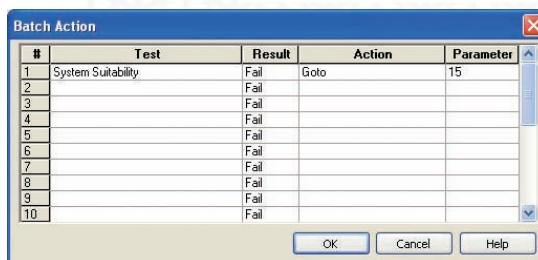 Batch Action
# Test Result Action Parameter
1 System Suitability Fail Goto 15
2 Fail
3 Fail
4 Fail
5 Fail
6 Fail
7 Fail
8 Fail
9 Fail
10 Fail
OK Cancel Help